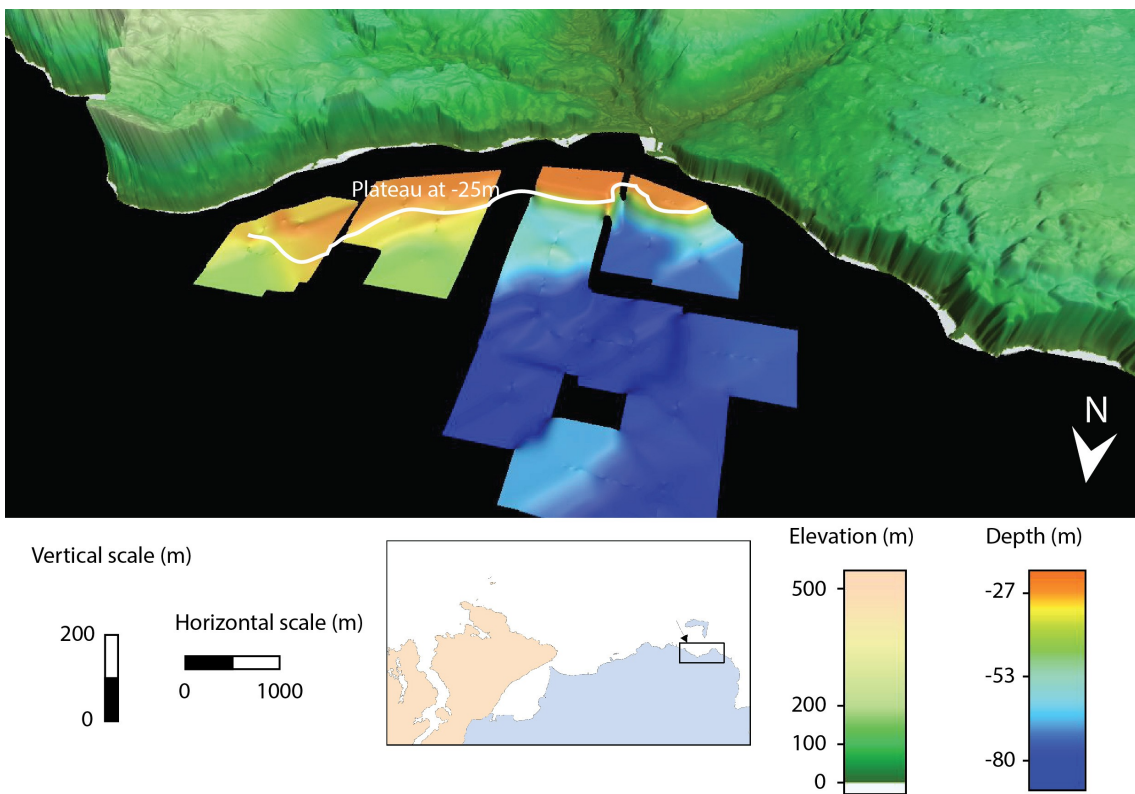 Plateau at -25m
N
Vertical scale (m)
200
0
Horizontal scale (m)
0 1000
Elevation (m)
500
200
100
0
Depth (m)
-27
-53
-80